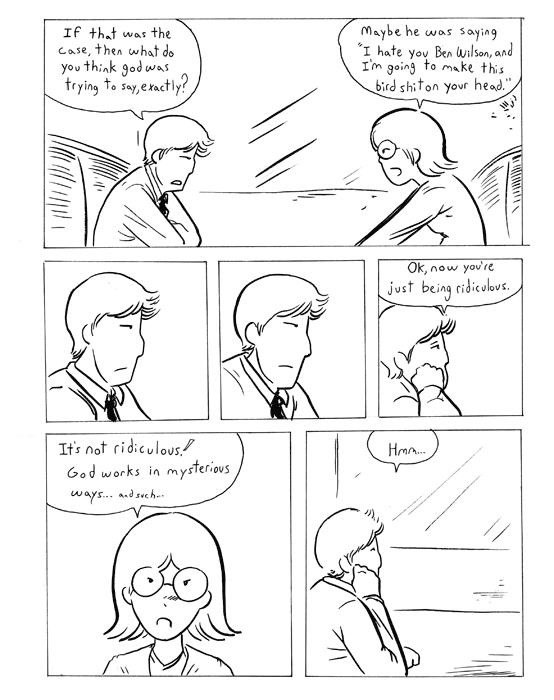 If that was the
case, then what do
you think god was
trying to say, exactly?
Maybe he was saying
"I hate you Ben Wilson, and
I'm going to make this
bird shit on your head."
Ok, now you're
just being ridiculous.
It's not ridiculous!
God works in mysterious
ways... and such...
Hmm...